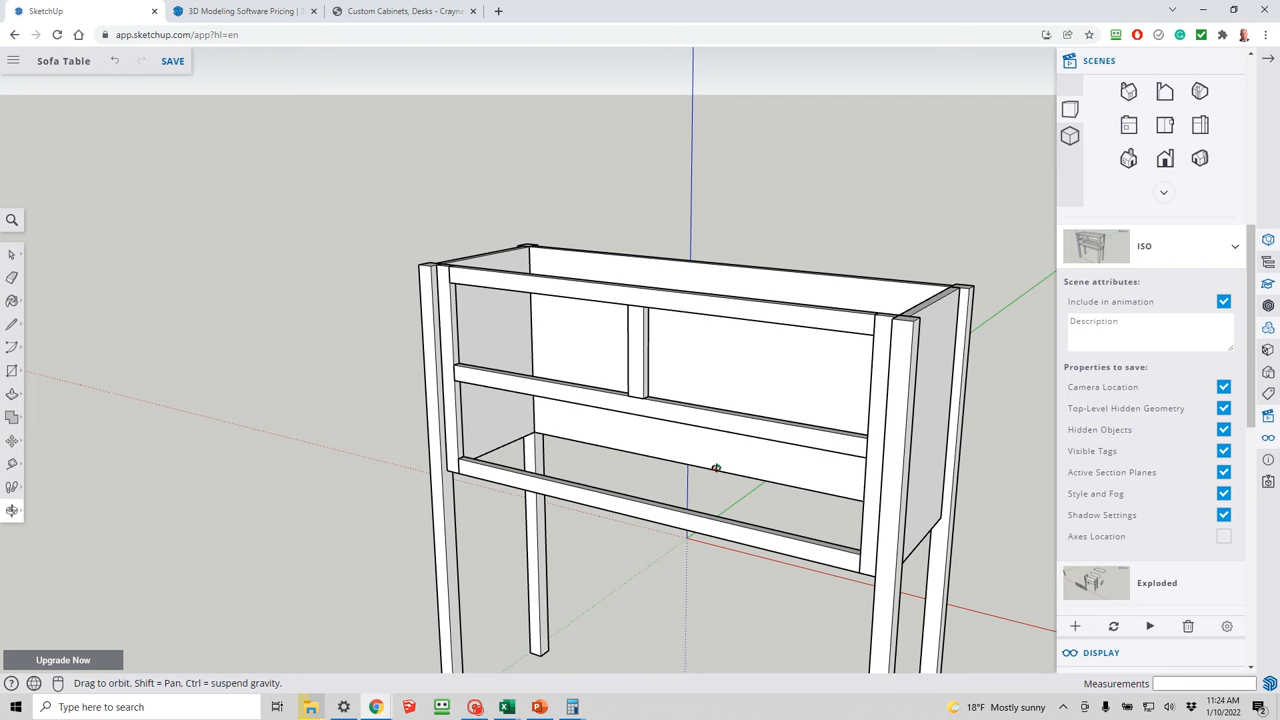 SketchUp
3D Modeling Software Pricing | 3
Custom Cabinets, Desks - Crayne
app.sketchup.com/app?hl=en
Sofa Table
SAVE
SCENES
ISO
Scene attributes:
Include in animation
Description
Properties to save:
Camera Location
Top-Level Hidden Geometry
Hidden Objects
Visible Tags
Active Section Planes
Style and Fog
Shadow Settings
Axes Location
Exploded
DISPLAY
Upgrade Now
Drag to orbit. Shift = Pan, Ctrl = suspend gravity.
Measurements
Type here to search
18°F Mostly sunny
11:24 AM
1/10/2022
2